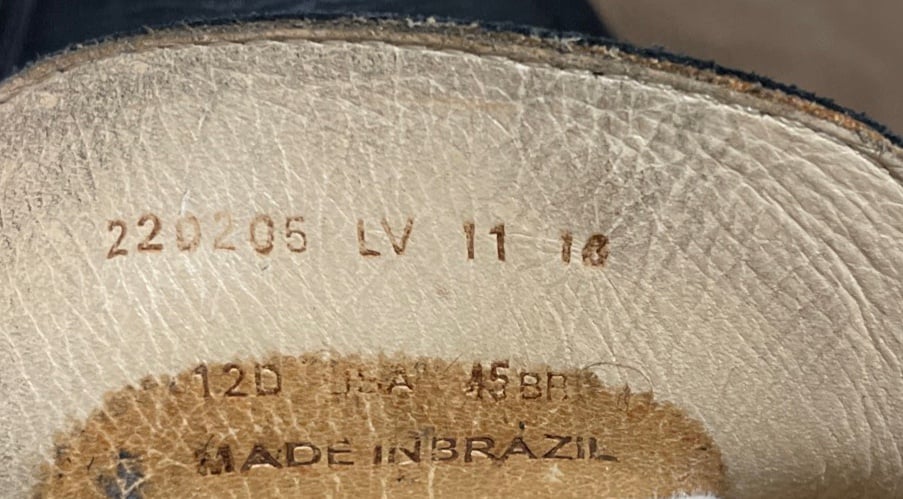 220205 LV 11 16
12D USA 45BR
MADE IN BRAZIL